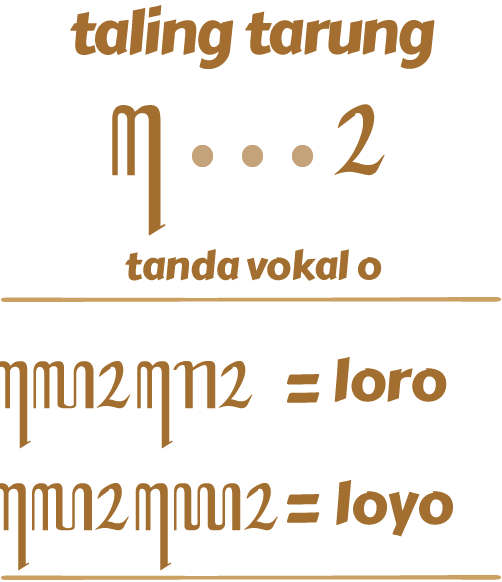 taling tarung
ꦺ...ꦴ
tanda vokal o
ꦭꦺꦴꦫꦺꦴ = loro
ꦭꦺꦴꦪꦺꦴ = loyo